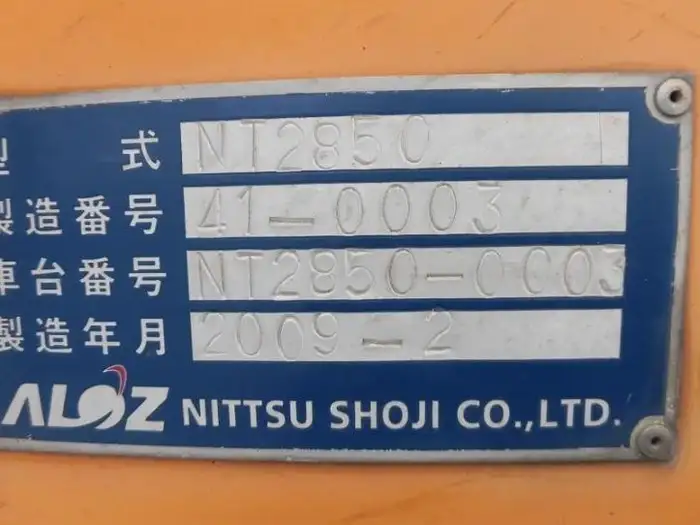 型式 NT2850
製造番号 41-0003
車台番号 NT2850-0003
製造年月 2009-2
ALOZ NITTSU SHOJI CO.,LTD.